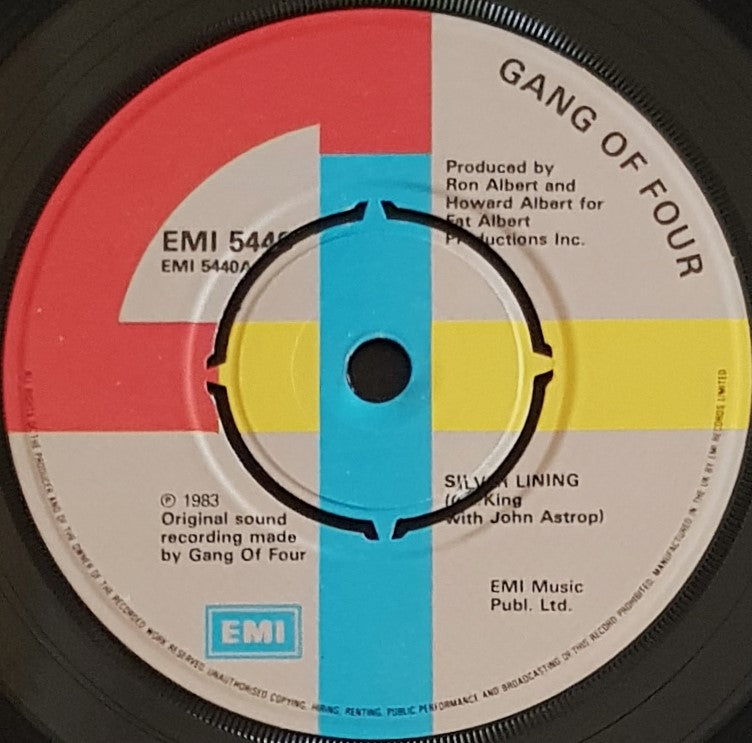 GANG OF FOUR
Produced by
Ron Albert and
Howard Albert for
Fat Albert
Productions Inc.
EMI 5440
EMI 5440A
SILVER LINING
King
with John Astrop)
℗ 1983
Original sound
recording made
by Gang Of Four
EMI Music
Publ. Ltd.
EMI
ALL RIGHTS OF THE PRODUCER AND OF THE OWNER OF THE RECORDED WORK RESERVED. UNAUTHORISED COPYING, HIRING, RENTING, PUBLIC PERFORMANCE AND BROADCASTING OF THIS RECORD PROHIBITED. MANUFACTURED IN THE UK BY EMI RECORDS LIMITED